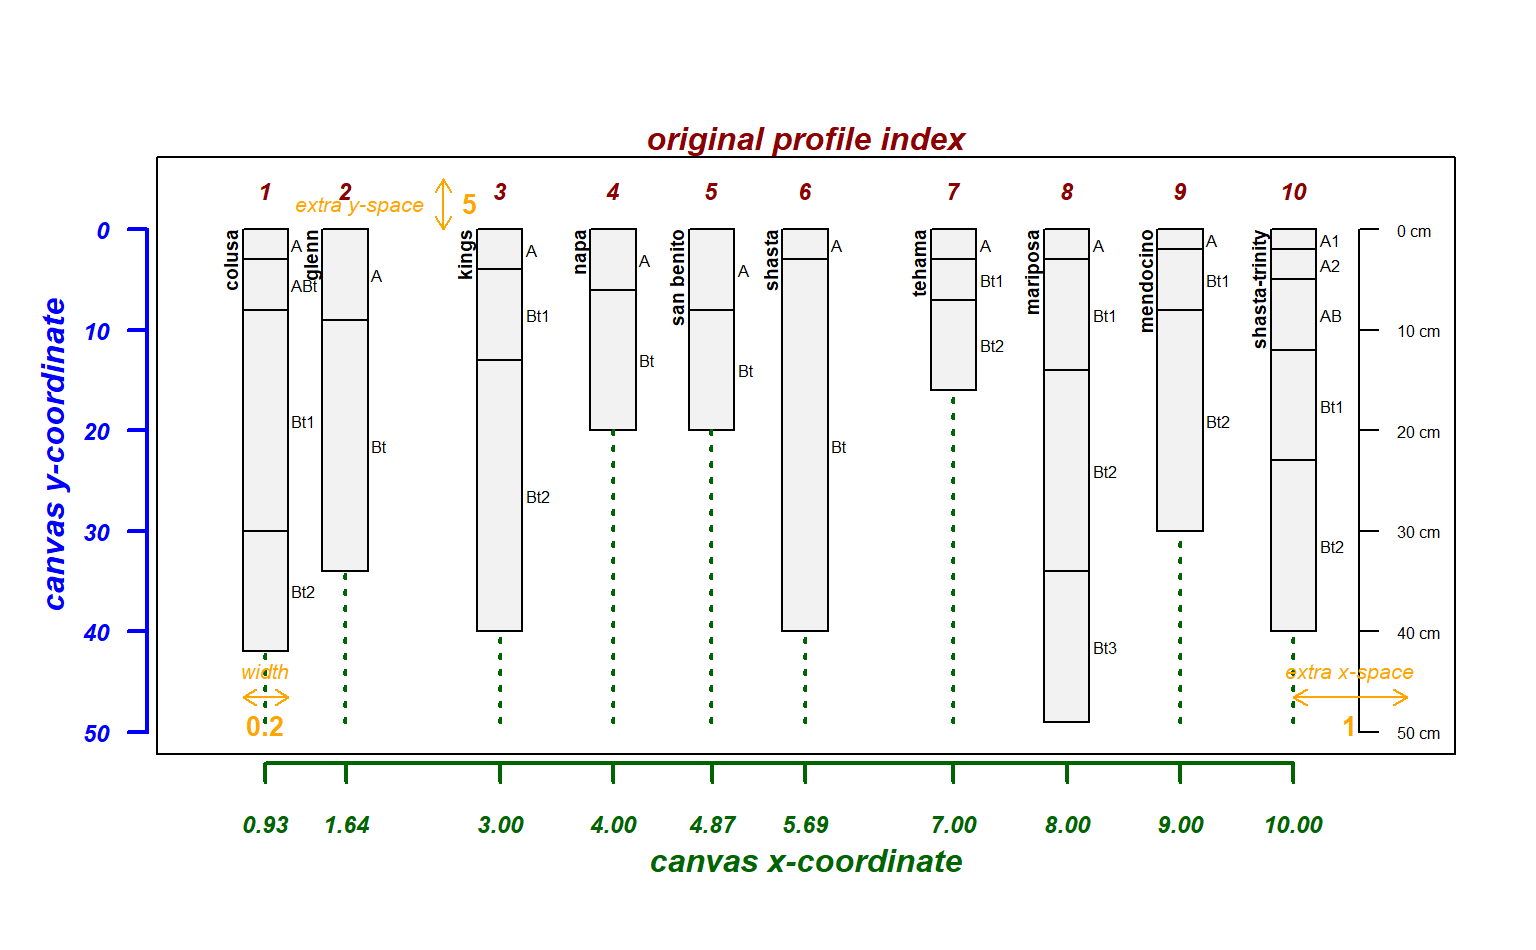 original profile index
1 2 3 4 5 6 7 8 9 10
extra y-space 5
canvas y-coordinate
0
10
20
30
40
50
colusa
A
ABt
Bt1
Bt2
glenn
A
Bt
kings
A
Bt1
Bt2
napa
A
Bt
san benito
A
Bt
shasta
A
Bt
tehama
A
Bt1
Bt2
mariposa
A
Bt1
Bt2
Bt3
mendocino
A
Bt1
Bt2
shasta-trinity
A1
A2
AB
Bt1
Bt2
0 cm
10 cm
20 cm
30 cm
40 cm
50 cm
width
0.2
extra x-space
1
0.93 1.64 3.00 4.00 4.87 5.69 7.00 8.00 9.00 10.00
canvas x-coordinate